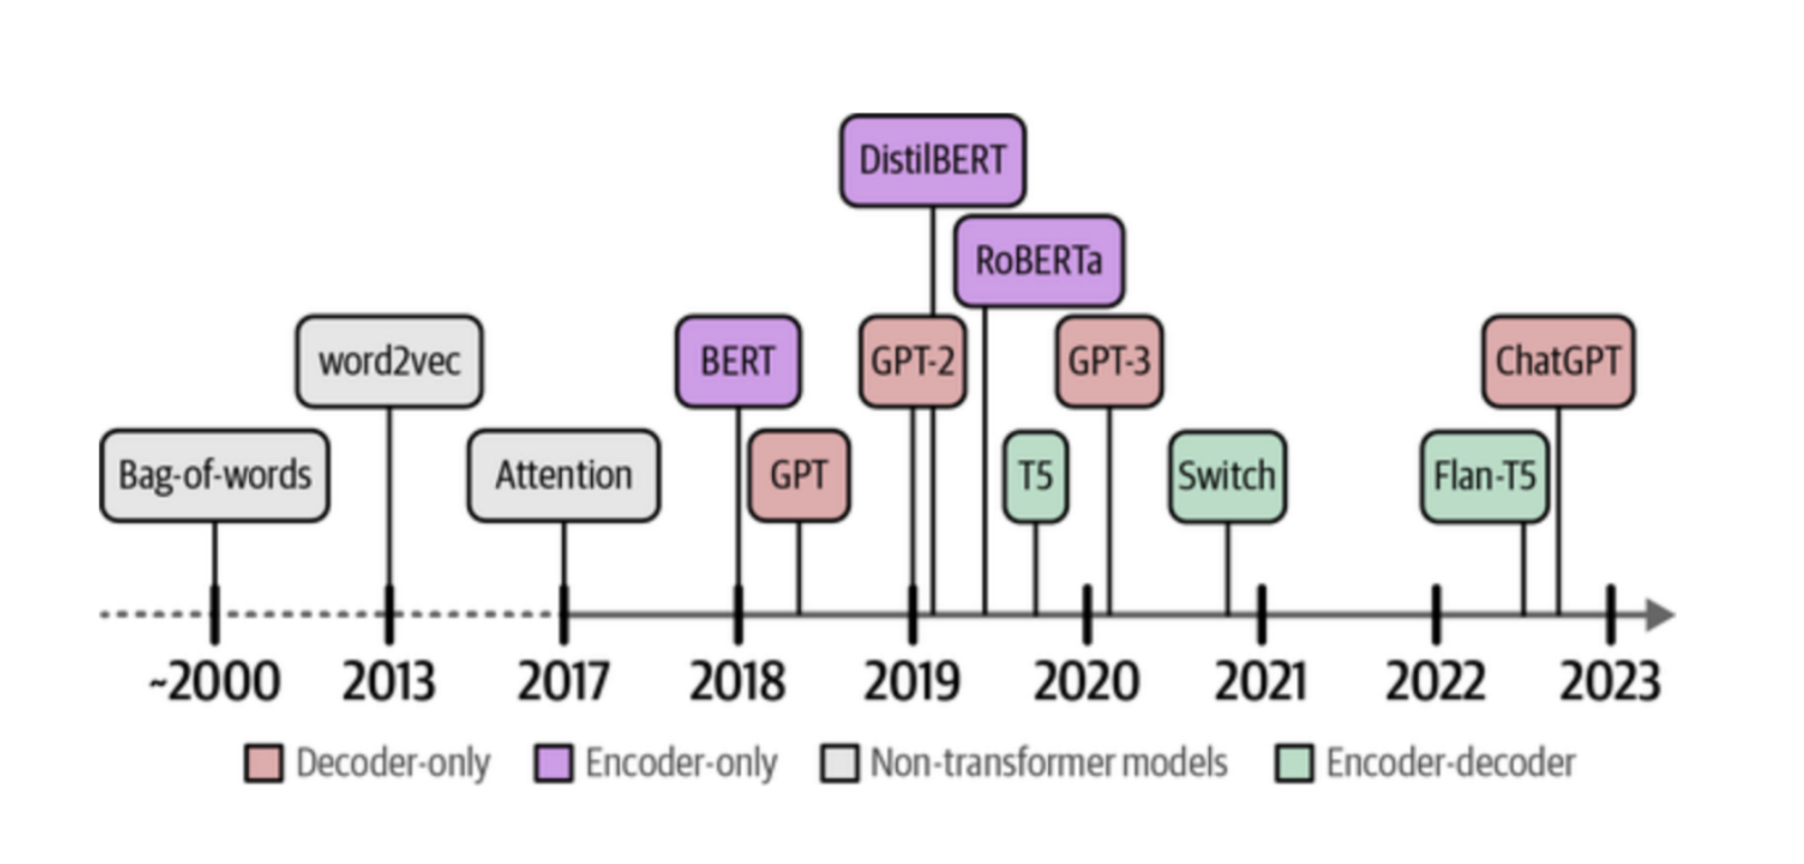 DistilBERT
RoBERTa
word2vec
BERT
GPT-2
GPT-3
ChatGPT
Bag-of-words
Attention
GPT
T5
Switch
Flan-T5
~2000 2013 2017 2018 2019 2020 2021 2022 2023
Decoder-only Encoder-only Non-transformer models Encoder-decoder